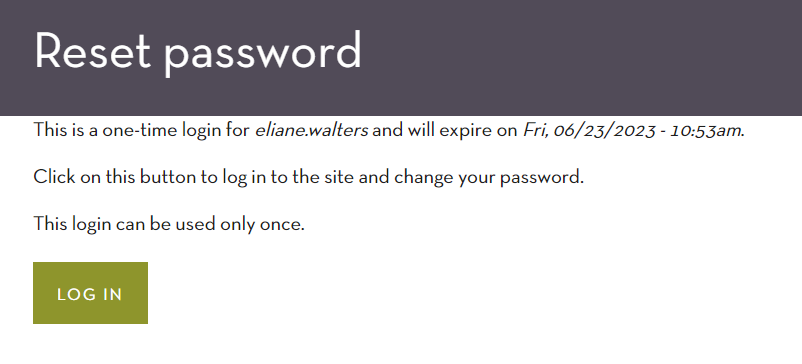 Reset password
This is a one-time login for eliane.walters and will expire on Fri, 06/23/2023 - 10:53am.
Click on this button to log in to the site and change your password.
This login can be used only once.
LOG IN